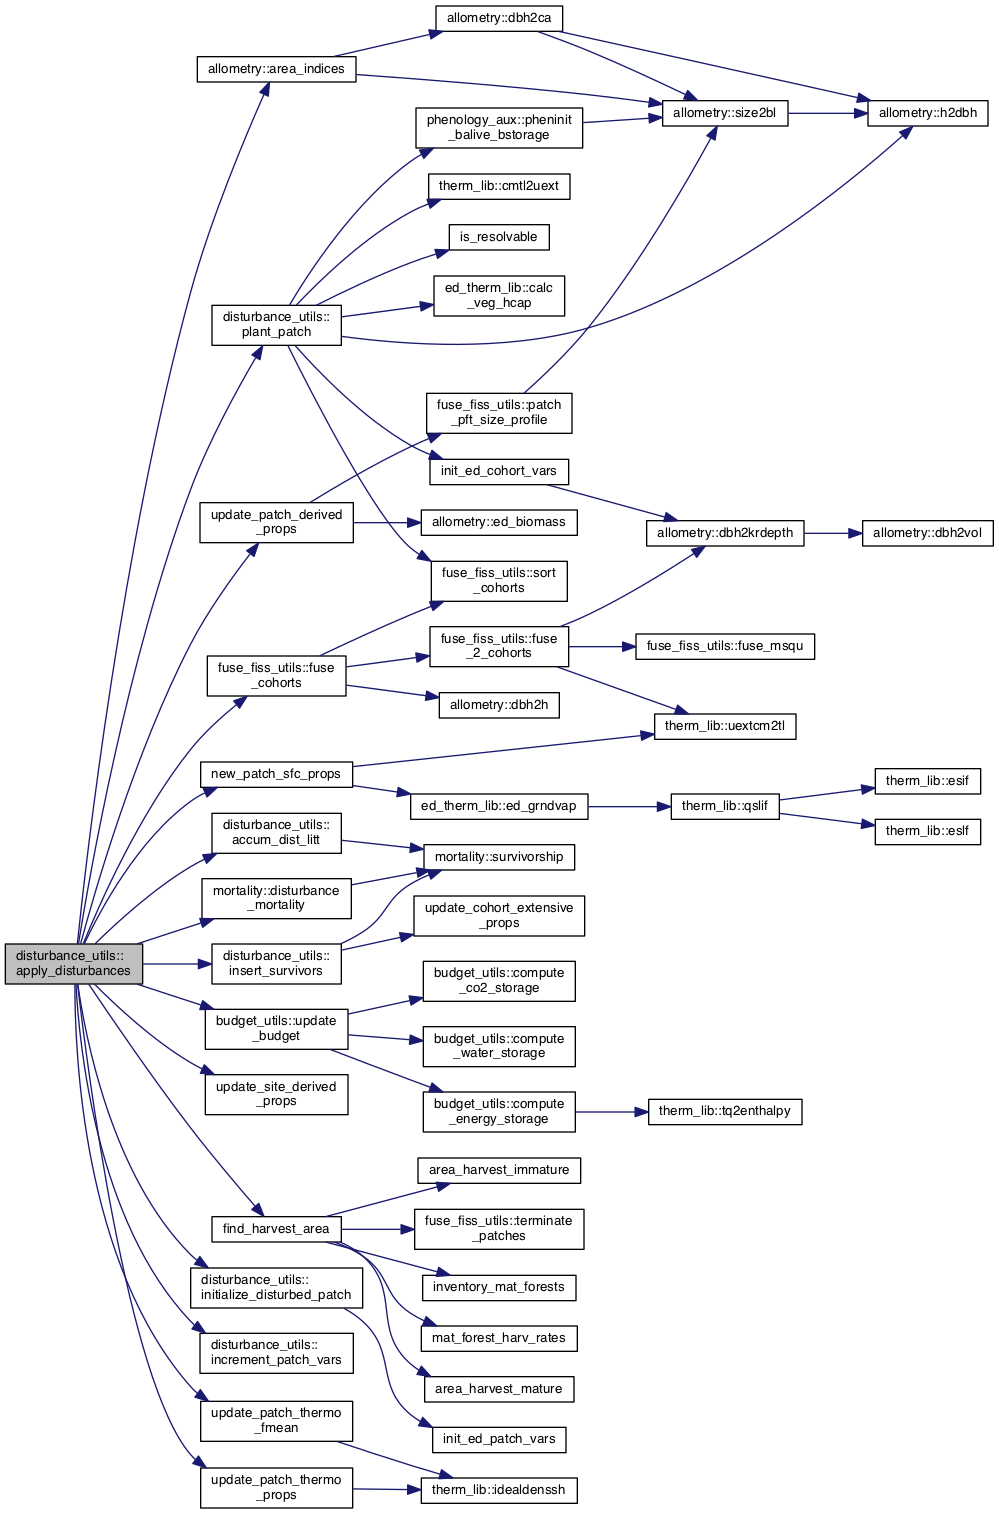 allometry::dbh2ca
allometry::area_indices
allometry::size2bl
allometry::h2dbh
phenology_aux::pheninit
_balive_bstorage
therm_lib::cmtl2uext
is_resolvable
ed_therm_lib::calc
_veg_hcap
disturbance_utils::
plant_patch
fuse_fiss_utils::patch
_pft_size_profile
init_ed_cohort_vars
update_patch_derived
_props
allometry::ed_biomass
allometry::dbh2krdepth
allometry::dbh2vol
fuse_fiss_utils::sort
_cohorts
fuse_fiss_utils::fuse
_2_cohorts
fuse_fiss_utils::fuse_msqu
fuse_fiss_utils::fuse
_cohorts
allometry::dbh2h
therm_lib::uextcm2tl
new_patch_sfc_props
ed_therm_lib::ed_grndvap
therm_lib::qslif
therm_lib::esif
therm_lib::eslf
disturbance_utils::
accum_dist_litt
mortality::survivorship
mortality::disturbance
_mortality
update_cohort_extensive
_props
disturbance_utils::
apply_disturbances
disturbance_utils::
insert_survivors
budget_utils::compute
_co2_storage
budget_utils::update
_budget
budget_utils::compute
_water_storage
update_site_derived
_props
budget_utils::compute
_energy_storage
therm_lib::tq2enthalpy
area_harvest_immature
find_harvest_area
fuse_fiss_utils::terminate
_patches
disturbance_utils::
initialize_disturbed_patch
inventory_mat_forests
disturbance_utils::
increment_patch_vars
mat_forest_harv_rates
area_harvest_mature
update_patch_thermo
_fmean
init_ed_patch_vars
update_patch_thermo
_props
therm_lib::idealdenssh